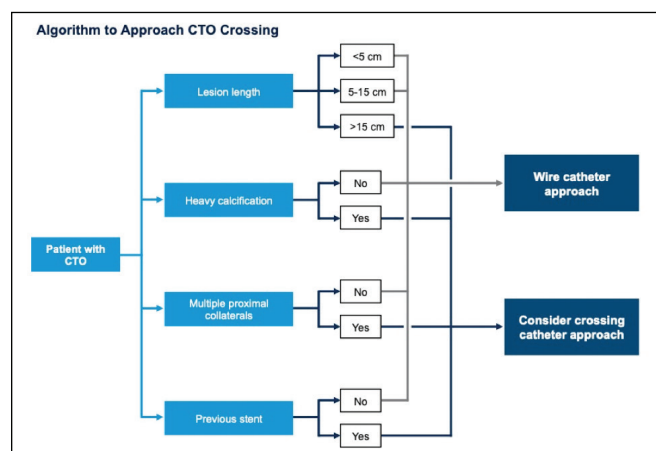 Algorithm to Approach CTO Crossing
<5 cm
Lesion length
5-15 cm
>15 cm
Wire catheter
approach
No
Heavy calcification
Yes
Patient with
CTO
No
Multiple proximal
collaterals
Yes
Consider crossing
catheter approach
No
Previous stent
Yes